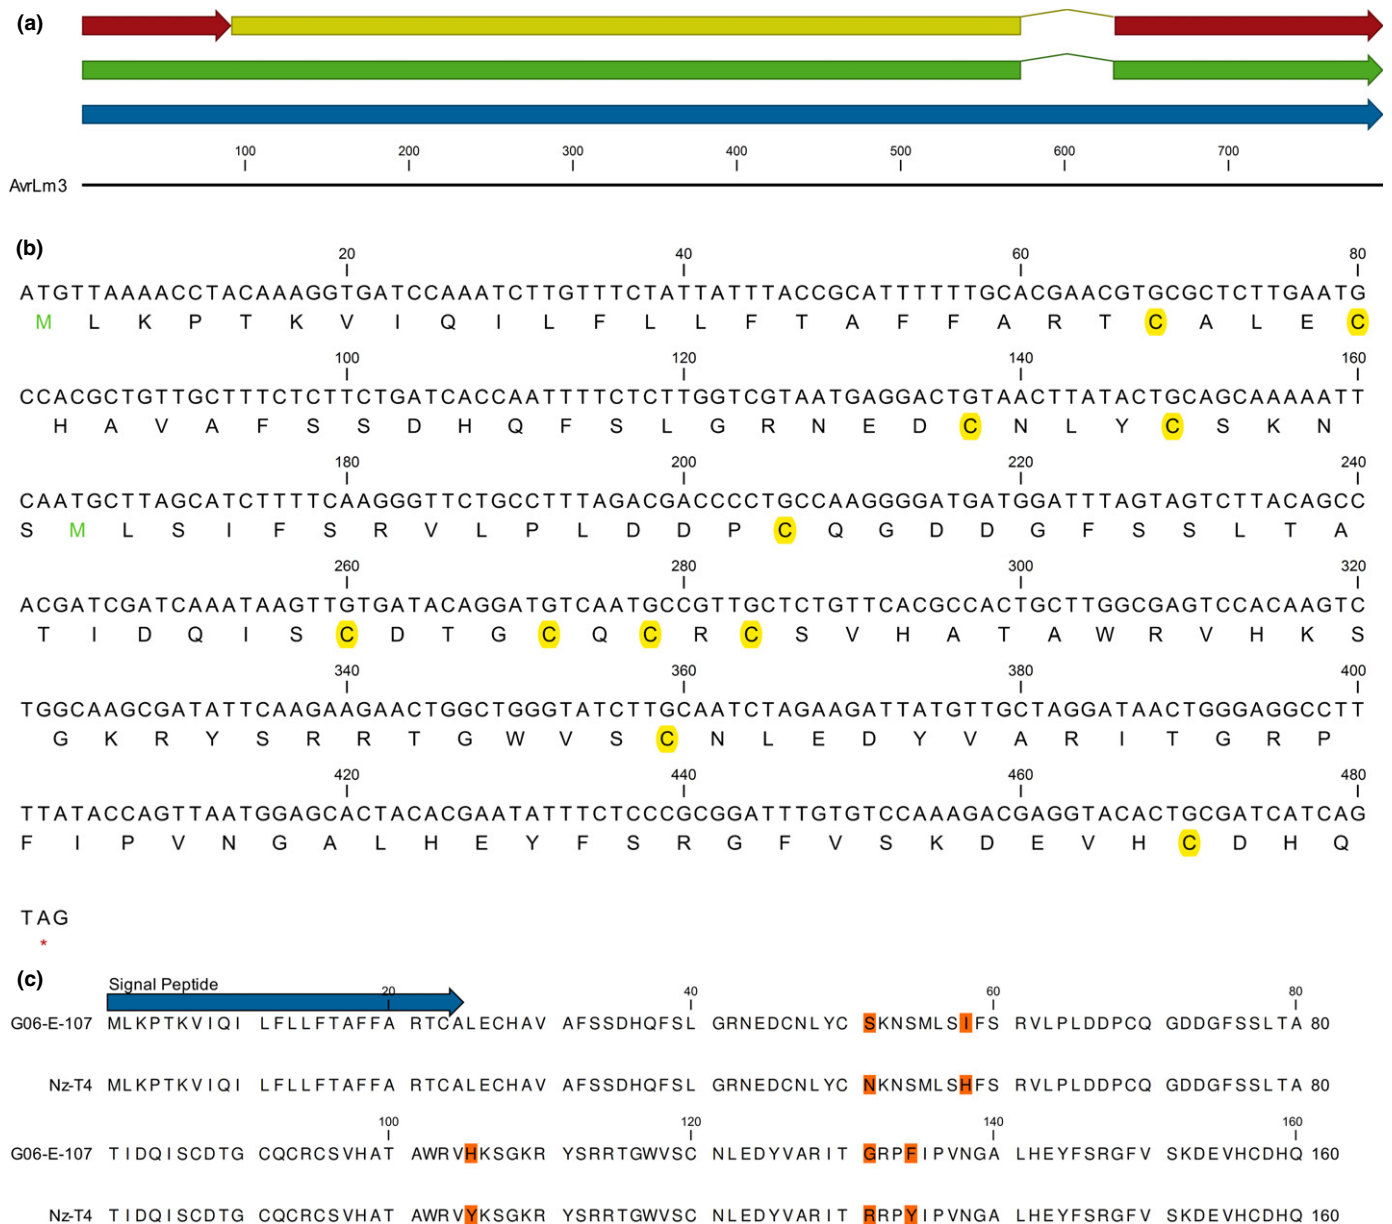 (a)
100 200 300 400 500 600 700
AvrLm3
(b)
20 40 60 80
ATGTTAAAACCTACAAAGGTGATCCAAATCTTGTTTCTATTATTTACCGCATTTTTTGCACGAACGTGCGCTCTTGAATG
M L K P T K V I Q I L F L L F T A F F A R T C A L E C
100 120 140 160
CCACGCTGTTGCTTTCTCTTCTGATCACCAATTTTCTCTTGGTCGTAATGAGGACTGTAACTTATACTGCAGCAAAAATT
H A V A F S S D H Q F S L G R N E D C N L Y C S K N
180 200 220 240
CAATGCTTAGCATCTTTTCAAGGGTTCTGCCTTTAGACGACCCCTGCCAAGGGGATGATGGATTTAGTAGTCTTACAGCC
S M L S I F S R V L P L D D P C Q G D D G F S S L T A
260 280 300 320
ACGATCGATCAAATAAGTTGTGATACAGGATGTCAATGCCGTTGCTCTGTTCACGCCACTGCTTGGCGAGTCCACAAGTC
T I D Q I S C D T G C Q C R C S V H A T A W R V H K S
340 360 380 400
TGGCAAGCGATATTCAAGAAGAACTGGCTGGGTATCTTGCAATCTAGAAGATTATGTTGCTAGGATAACTGGGAGGCCTT
G K R Y S R R T G W V S C N L E D Y V A R I T G R P
420 440 460 480
TTATACCAGTTAATGGAGCACTACACGAATATTTCTCCCGCGGATTTGTGTCCAAAGACGAGGTACACTGCGATCATCAG
F I P V N G A L H E Y F S R G F V S K D E V H C D H Q
TAG
*
(c)
Signal Peptide
20 40 60 80
G06-E-107 MLKPTKVIQI LFLLFTAFFA RTCALECHAV AFSSDHQFSL GRNEDCNLYC SKNSMLSIFS RVLPLDDPCQ GDDGFSSLTA 80
Nz-T4 MLKPTKVIQI LFLLFTAFFA RTCALECHAV AFSSDHQFSL GRNEDCNLYC NKNSMLSHFS RVLPLDDPCQ GDDGFSSLTA 80
100 120 140 160
G06-E-107 TIDQISCDTG CQCRCSVHAT AWRVHKSGKR YSRRTGWVSC NLEDYVARIT GRPFIPVNGA LHEYFSRGFV SKDEVHCDHQ 160
Nz-T4 TIDQISCDTG CQCRCSVHAT AWRVYKSGKR YSRRTGWVSC NLEDYVARIT RRPYIPVNGA LHEYFSRGFV SKDEVHCDHQ 160